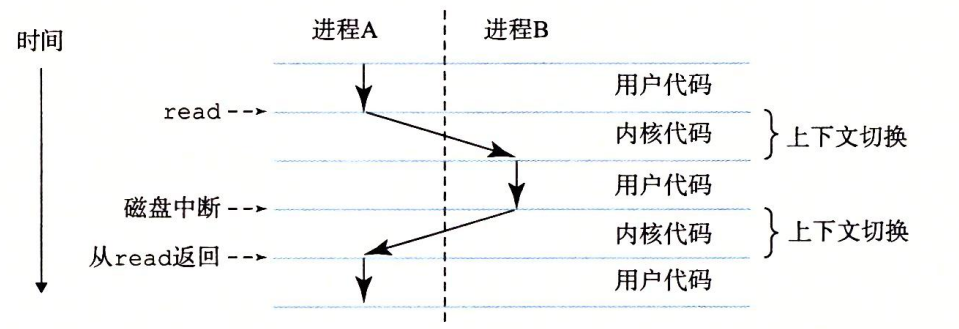 进程A
进程B
时间
用户代码
read
内核代码
上下文切换
用户代码
磁盘中断
内核代码
上下文切换
从read返回
用户代码